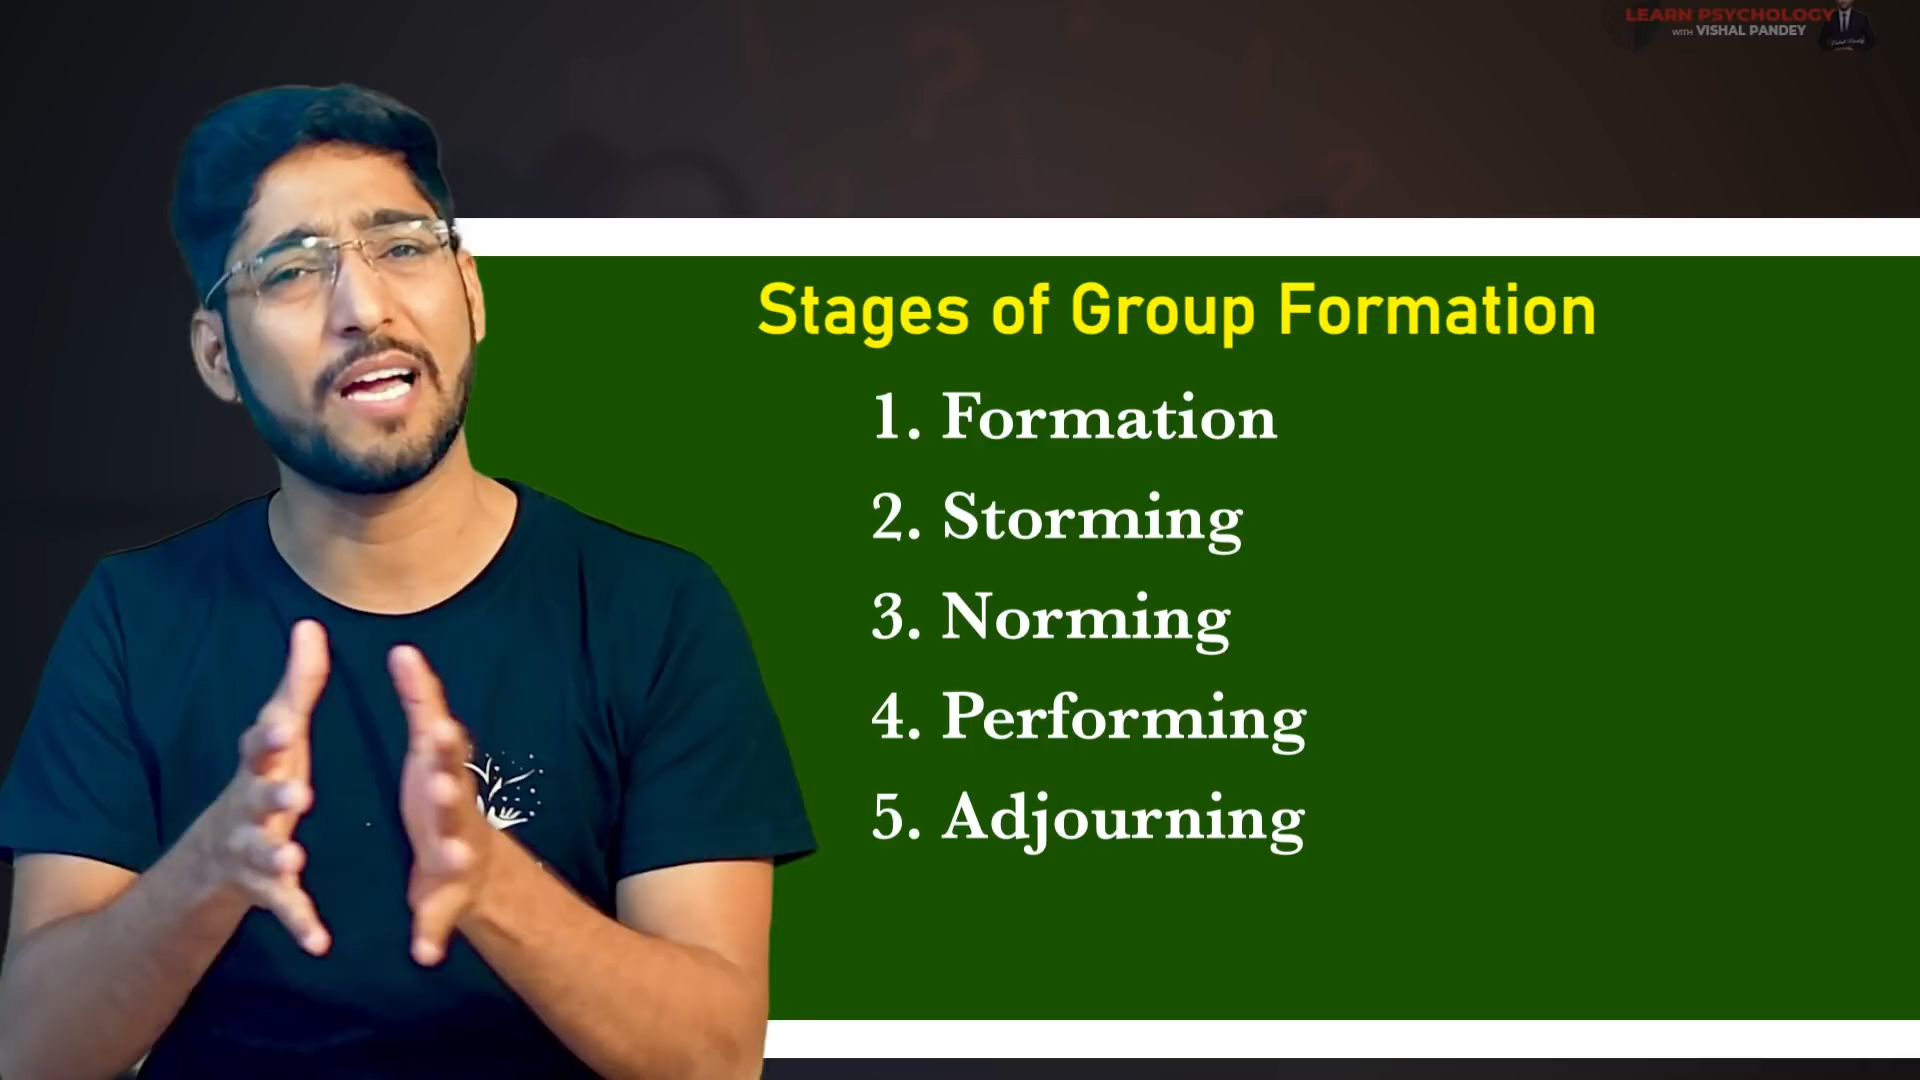 LEARN PSYCHOLOGY
WITH VISHAL PANDEY
Stages of Group Formation
1. Formation
2. Storming
3. Norming
4. Performing
5. Adjourning